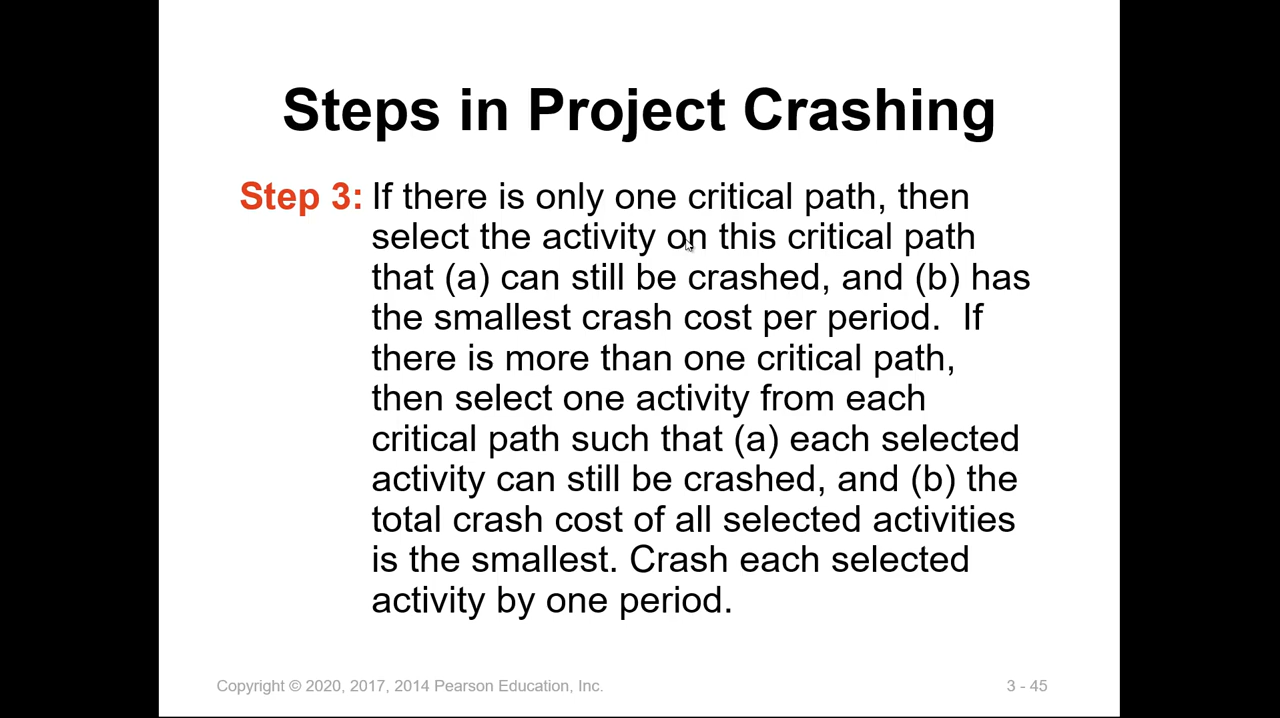 Steps in Project Crashing
Step 3: If there is only one critical path, then
select the activity on this critical path
that (a) can still be crashed, and (b) has
the smallest crash cost per period.  If
there is more than one critical path,
then select one activity from each
critical path such that (a) each selected
activity can still be crashed, and (b) the
total crash cost of all selected activities
is the smallest. Crash each selected
activity by one period.
Copyright © 2020, 2017, 2014 Pearson Education, Inc.
3 - 45